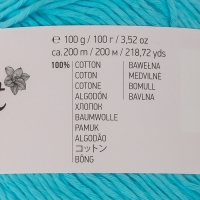 ℮ 100 g / 100 r / 3,52 oz
ca. 200 m / 200 м / 218,72 yds
100% COTTON BAWEŁNA
COTON MEDVILNĖ
COTONE BOMULL
ALGODÓN BAVLNA
ХЛОПОК
BAUMWOLLE
PAMUK
ALGODÃO
コットン
BÔNG